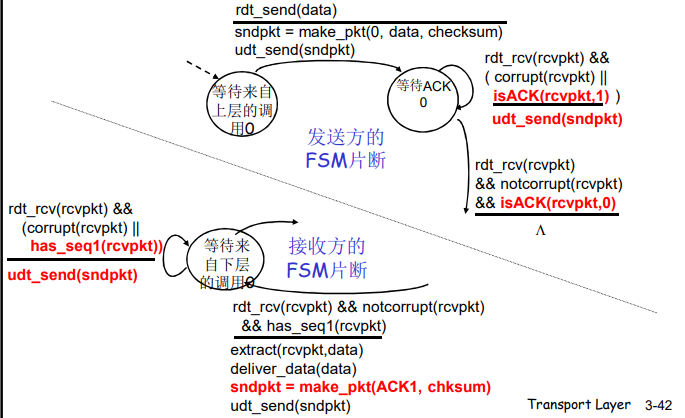 rdt_send(data)
sndpkt = make_pkt(0, data, checksum)
udt_send(sndpkt)
等待来自
上层的调
用0
等待ACK
0
rdt_rcv(rcvpkt) &&
( corrupt(rcvpkt) ||
isACK(rcvpkt,1) )
udt_send(sndpkt)
发送方的
FSM片断
rdt_rcv(rcvpkt)
&& notcorrupt(rcvpkt)
&& isACK(rcvpkt,0)
Λ
rdt_rcv(rcvpkt) &&
(corrupt(rcvpkt) ||
has_seq1(rcvpkt))
udt_send(sndpkt)
等待来
自下层
的调用0
接收方的
FSM片断
rdt_rcv(rcvpkt) && notcorrupt(rcvpkt)
&& has_seq1(rcvpkt)
extract(rcvpkt,data)
deliver_data(data)
sndpkt = make_pkt(ACK1, chksum)
udt_send(sndpkt)
Transport Layer 3-42